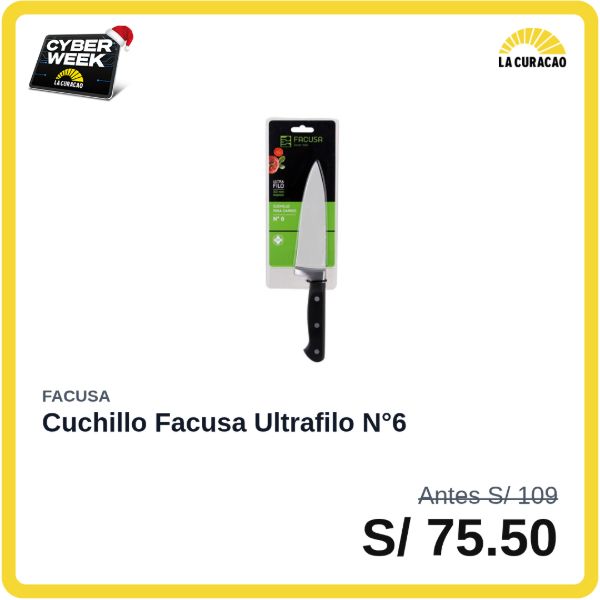 CYBER
WEEK
LA CURACAO
LA CURACAO
FACUSA
ULTRA
FILO
CUCHILLO
PARA CARNES
N° 6
FACUSA
Cuchillo Facusa Ultrafilo N°6
Antes S/ 109
S/ 75.50